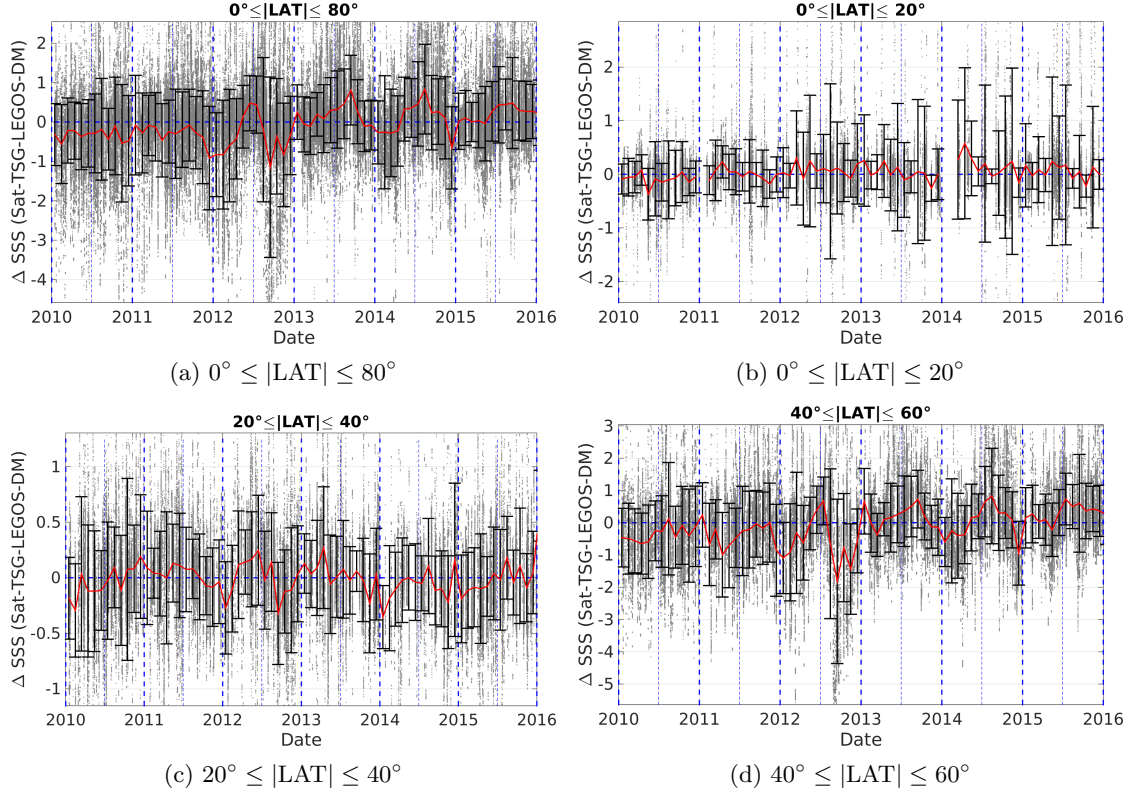 0°≤|LAT|≤ 80°
Δ SSS (Sat-TSG-LEGOS-DM)
2
1
0
-1
-2
-3
-4
2010 2011 2012 2013 2014 2015 2016
Date
(a) 0° ≤ |LAT| ≤ 80°
0°≤|LAT|≤ 20°
Δ SSS (Sat-TSG-LEGOS-DM)
2
1
0
-1
-2
2010 2011 2012 2013 2014 2015 2016
Date
(b) 0° ≤ |LAT| ≤ 20°
20°≤|LAT|≤ 40°
Δ SSS (Sat-TSG-LEGOS-DM)
1
0.5
0
-0.5
-1
2010 2011 2012 2013 2014 2015 2016
Date
(c) 20° ≤ |LAT| ≤ 40°
40°≤|LAT|≤ 60°
Δ SSS (Sat-TSG-LEGOS-DM)
3
2
1
0
-1
-2
-3
-4
-5
2010 2011 2012 2013 2014 2015 2016
Date
(d) 40° ≤ |LAT| ≤ 60°